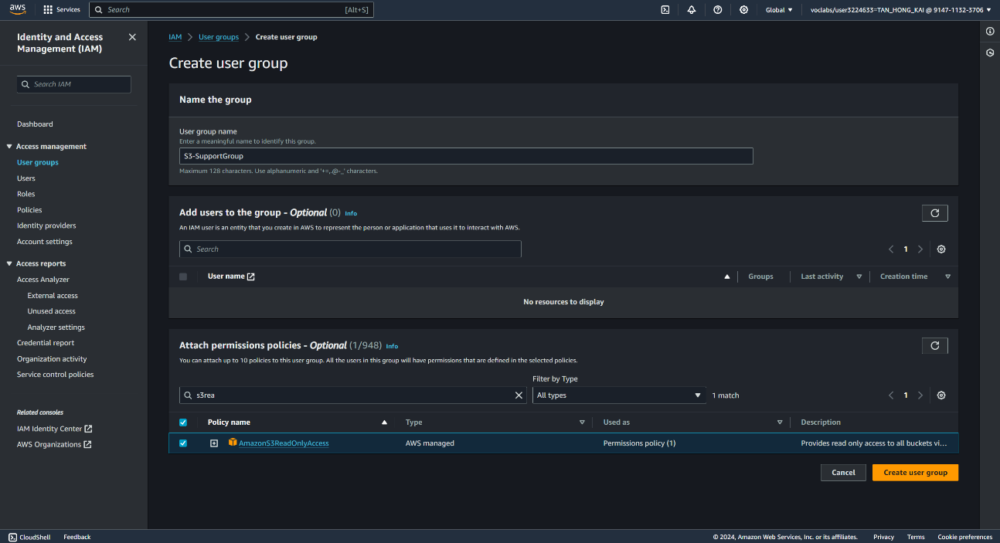 aws
Services
Search
[Alt+S]
Global
voclabs/user3224633=TAN_HONG_KAI @ 9147-1132-3706
Identity and Access
Management (IAM)
Search IAM
Dashboard
Access management
User groups
Users
Roles
Policies
Identity providers
Account settings
Access reports
Access Analyzer
External access
Unused access
Analyzer settings
Credential report
Organization activity
Service control policies
Related consoles
IAM Identity Center
AWS Organizations
IAM
User groups
Create user group
Create user group
Name the group
User group name
Enter a meaningful name to identify this group.
S3-SupportGroup
Maximum 128 characters. Use alphanumeric and '+=,.@-_' characters.
Add users to the group - Optional (0) Info
An IAM user is an entity that you create in AWS to represent the person or application that uses it to interact with AWS.
Search
1
User name Groups Last activity Creation time
No resources to display
Attach permissions policies - Optional (1/948) Info
You can attach up to 10 policies to this user group. All the users in this group will have permissions that are defined in the selected policies.
Filter by Type
s3rea All types 1 match 1
Policy name Type Used as Description
AmazonS3ReadOnlyAccess AWS managed Permissions policy (1) Provides read only access to all buckets vi...
Cancel Create user group
CloudShell Feedback © 2024, Amazon Web Services, Inc. or its affiliates. Privacy Terms Cookie preferences